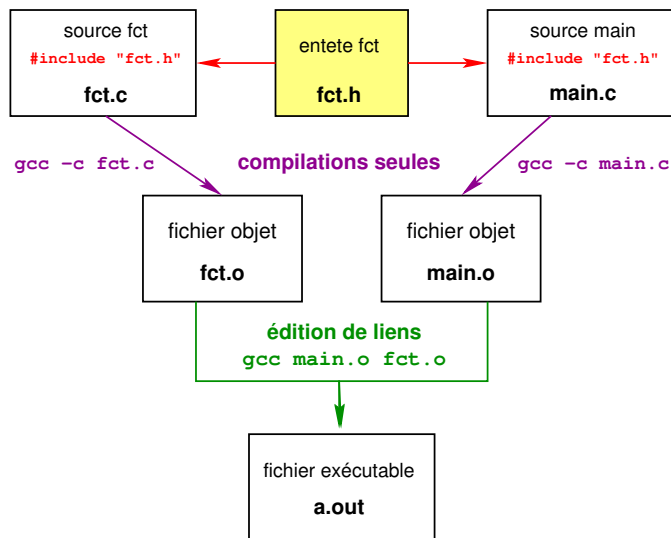 source fct
#include "fct.h"
fct.c
entete fct
fct.h
source main
#include "fct.h"
main.c
gcc −c fct.c
compilations seules
gcc −c main.c
fichier objet
fct.o
fichier objet
main.o
édition de liens
gcc main.o fct.o
fichier exécutable
a.out